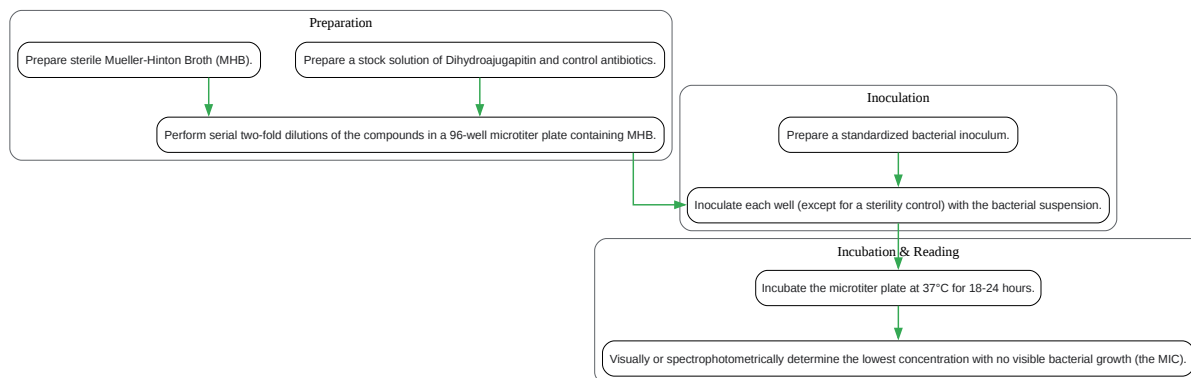 Preparation
Prepare sterile Mueller-Hinton Broth (MHB).
Prepare a stock solution of Dihydroajugapitin and control antibiotics.
Perform serial two-fold dilutions of the compounds in a 96-well microtiter plate containing MHB.
Inoculation
Prepare a standardized bacterial inoculum.
Inoculate each well (except for a sterility control) with the bacterial suspension.
Incubation & Reading
Incubate the microtiter plate at 37°C for 18-24 hours.
Visually or spectrophotometrically determine the lowest concentration with no visible bacterial growth (the MIC).